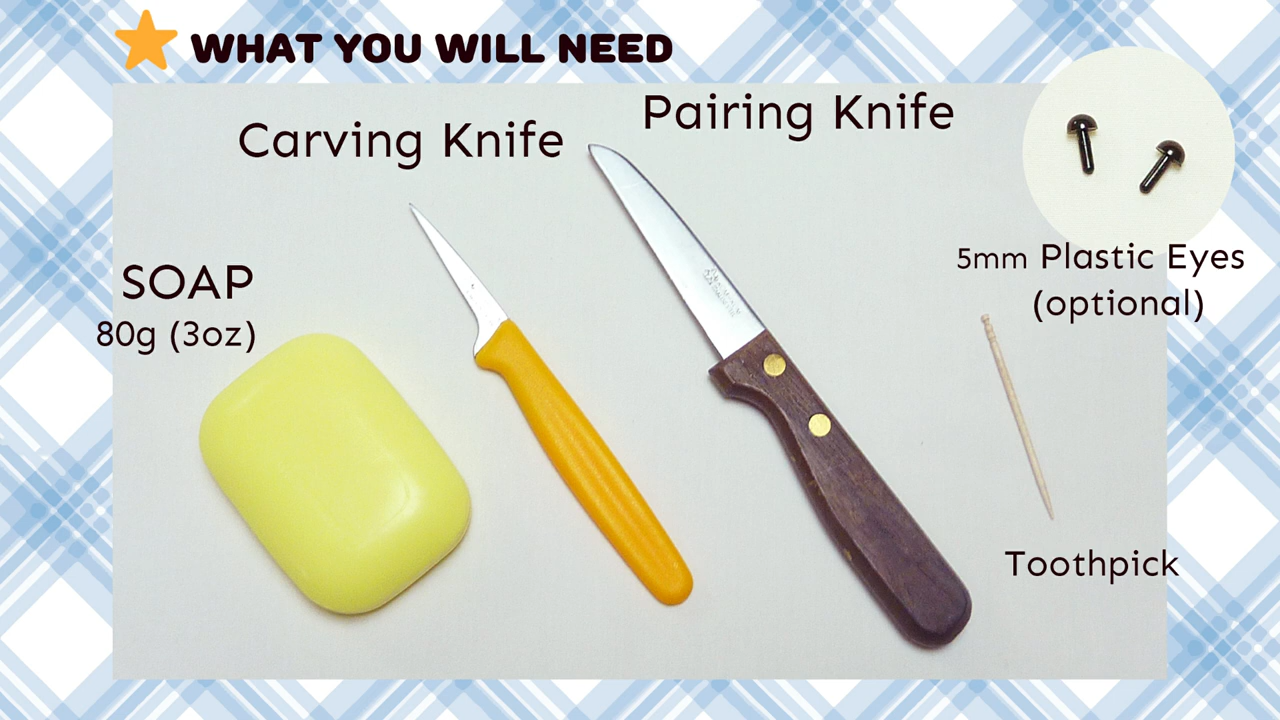 WHAT YOU WILL NEED
Carving Knife
Pairing Knife
SOAP
80g (3oz)
5mm Plastic Eyes
(optional)
Toothpick